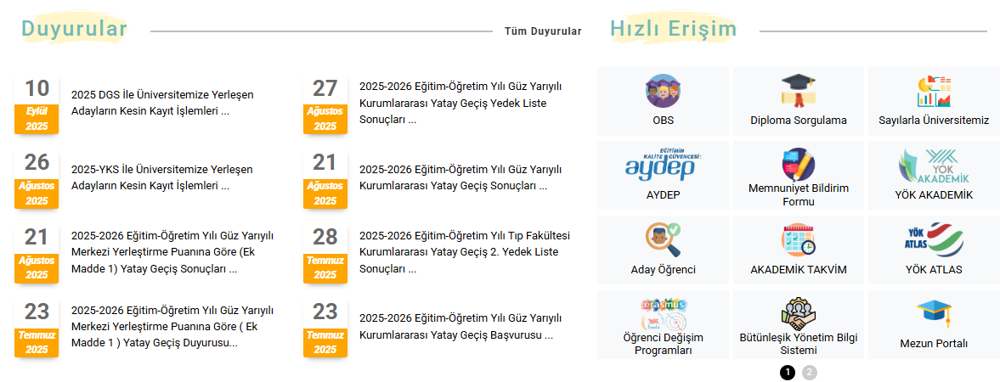 Duyurular
Tüm Duyurular
10
Eylül
2025
2025 DGS İle Üniversitemize Yerleşen
Adayların Kesin Kayıt İşlemleri ...
27
Ağustos
2025
2025-2026 Eğitim-Öğretim Yılı Güz Yarıyılı
Kurumlararası Yatay Geçiş Yedek Liste
Sonuçları ...
26
Ağustos
2025
2025-YKS İle Üniversitemize Yerleşen
Adayların Kesin Kayıt İşlemleri ...
21
Ağustos
2025
2025-2026 Eğitim-Öğretim Yılı Güz Yarıyılı
Kurumlararası Yatay Geçiş Sonuçları ...
21
Ağustos
2025
2025-2026 Eğitim-Öğretim Yılı Güz Yarıyılı
Merkezi Yerleştirme Puanına Göre (Ek
Madde 1) Yatay Geçiş Sonuçları ...
28
Temmuz
2025
2025-2026 Eğitim-Öğretim Yılı Tıp Fakültesi
Kurumlararası Yatay Geçiş 2. Yedek Liste
Sonuçları ...
23
Temmuz
2025
2025-2026 Eğitim-Öğretim Yılı Güz Yarıyılı
Merkezi Yerleştirme Puanına Göre ( Ek
Madde 1 ) Yatay Geçiş Duyurusu...
23
Temmuz
2025
2025-2026 Eğitim-Öğretim Yılı Güz Yarıyılı
Kurumlararası Yatay Geçiş Başvurusu ...
Hızlı Erişim
OBS
Diploma Sorgulama
Sayılarla Üniversitemiz
EĞİTİMİN
KALİTE GÜVENCESİ:
aydep
AYDEP
Memnuniyet Bildirim
Formu
YÖK
AKADEMİK
YÖK AKADEMİK
Aday Öğrenci
AKADEMİK TAKVİM
YÖK
ATLAS
YÖK ATLAS
erasmus
Öğrenci Değişim
Programları
Bütünleşik Yönetim Bilgi
Sistemi
Mezun Portalı
1
2